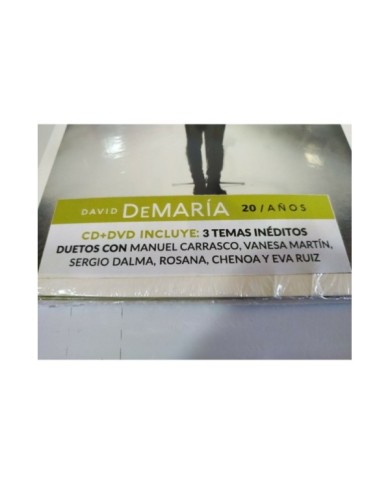 DAVID DEMARÍA 20 / AÑOS
CD+DVD INCLUYE: 3 TEMAS INÉDITOS
DUETOS CON MANUEL CARRASCO, VANESA MARTÍN,
SERGIO DALMA, ROSANA, CHENOA Y EVA RUIZ